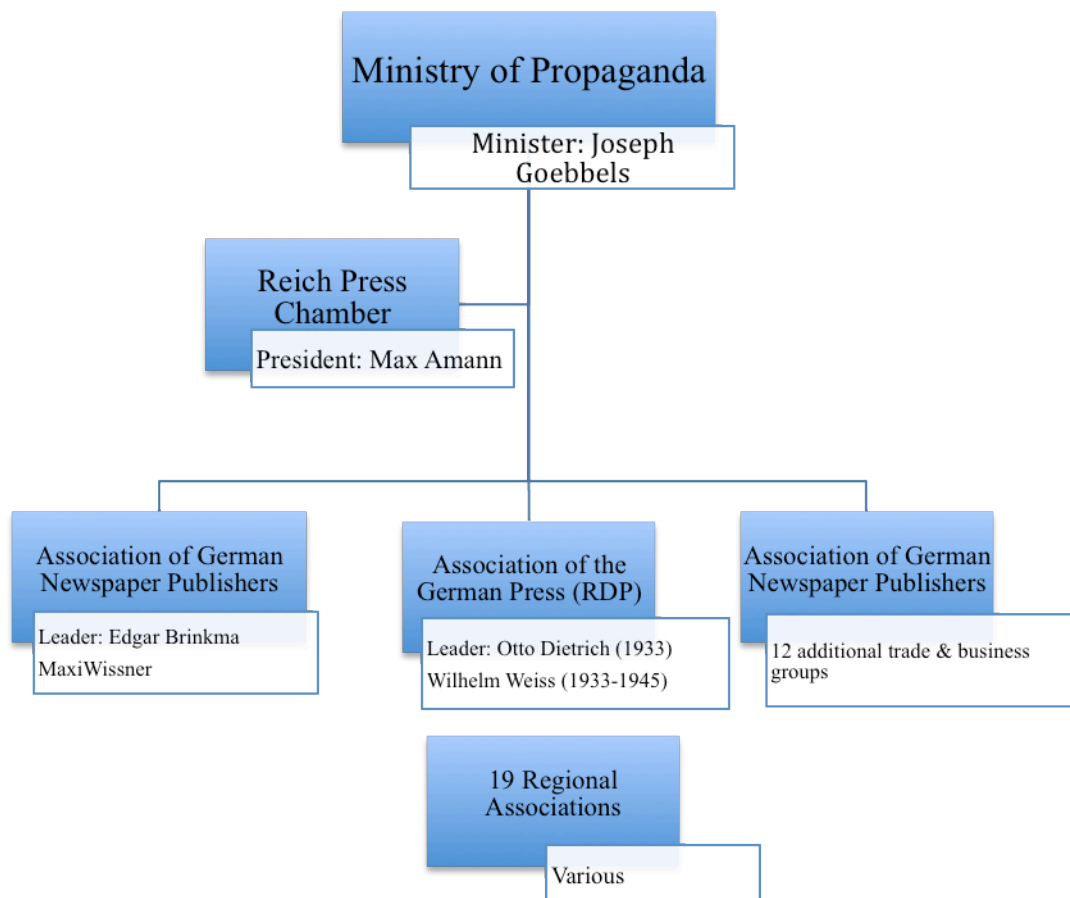 Ministry of Propaganda
Minister: Joseph
Goebbels
Reich Press
Chamber
President: Max Amann
Association of German
Newspaper Publishers
Leader: Edgar Brinkma
MaxiWissner
Association of the
German Press (RDP)
Leader: Otto Dietrich (1933)
Wilhelm Weiss (1933-1945)
Association of German
Newspaper Publishers
12 additional trade & business
groups
19 Regional
Associations
Various